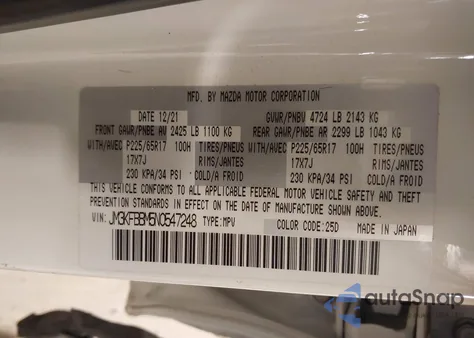 MFD. BY MAZDA MOTOR CORPORATION
DATE 12/21 GVWR/PNBV 4724 LB 2143 KG
FRONT GAWR/PNBE AV 2425 LB 1100 KG REAR GAWR/PNBE AR 2299 LB 1043 KG
WITH/AVEC P225/65R17 100H TIRES/PNEUS WITH/AVEC P225/65R17 100H TIRES/PNEUS
17X7J RIMS/JANTES 17X7J RIMS/JANTES
230 KPA/34 PSI COLD/A FROID 230 KPA/34 PSI COLD/A FROID
THIS VEHICLE CONFORMS TO ALL APPLICABLE FEDERAL MOTOR VEHICLE SAFETY AND THEFT
PREVENTION STANDARDS IN EFFECT ON THE DATE OF MANUFACTURE SHOWN ABOVE.
VIN: JM3KFBBM5N0547248 TYPE:MPV COLOR CODE: 25D MADE IN JAPAN
autoSnap